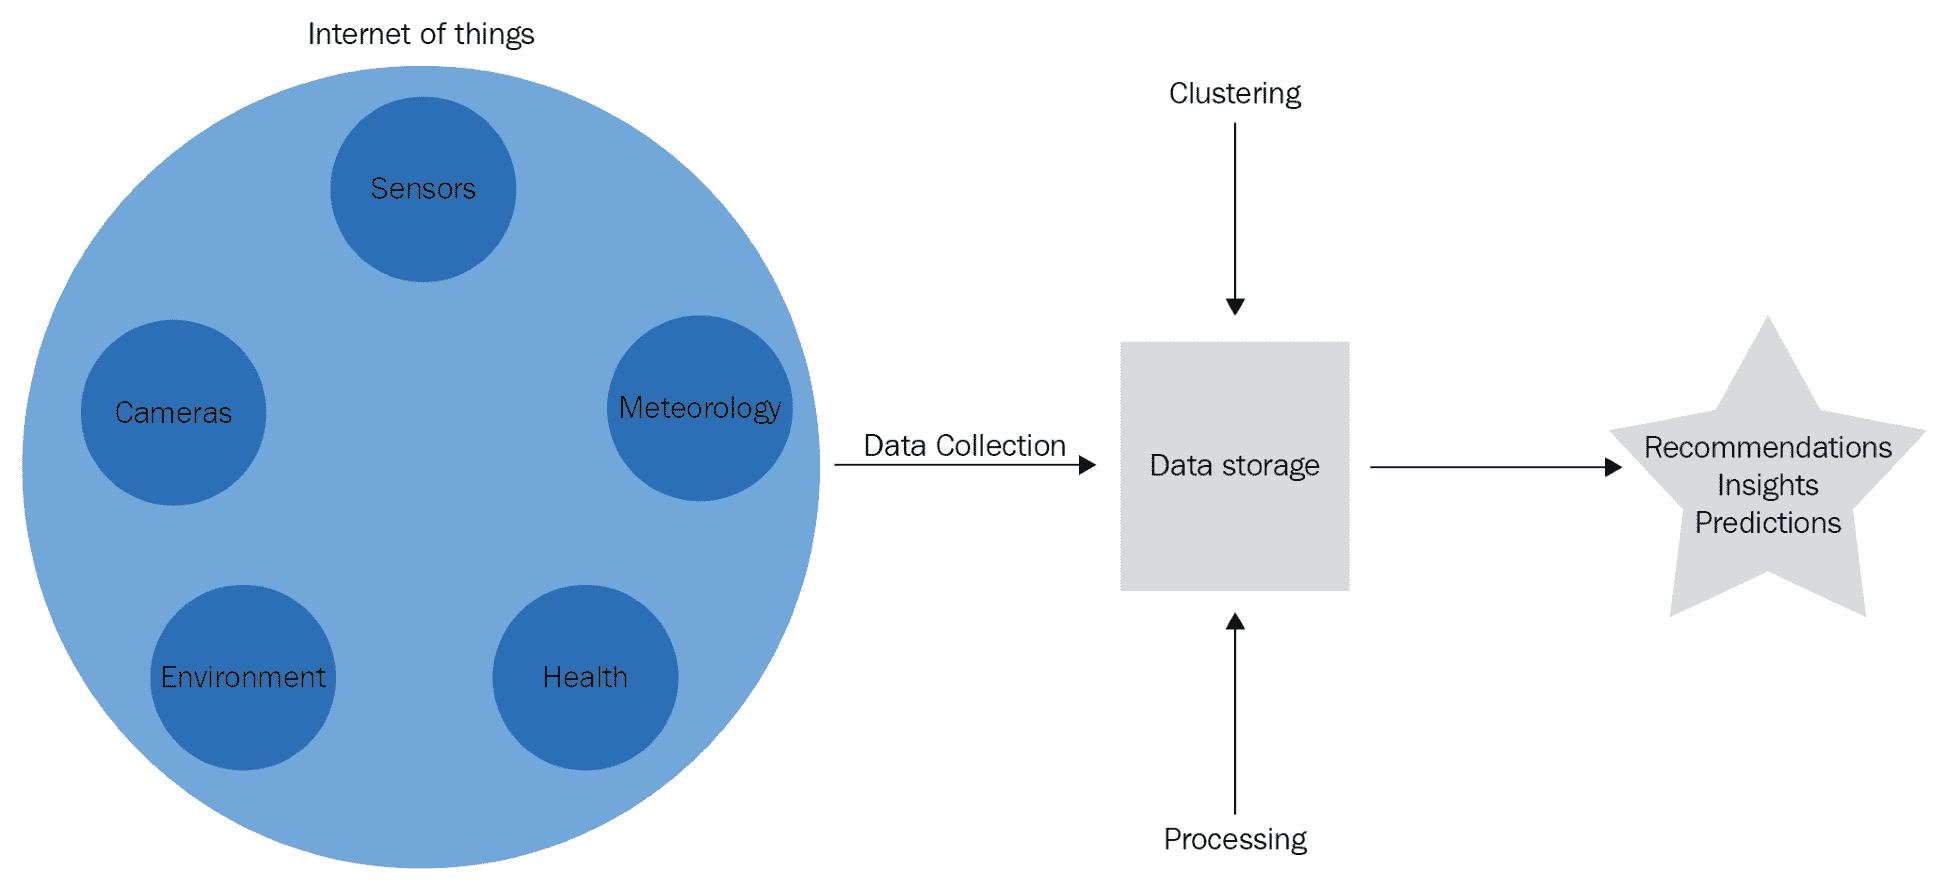 Internet of things
Sensors
Cameras
Meteorology
Environment
Health
Data Collection
Clustering
Data storage
Processing
Recommendations
Insights
Predictions